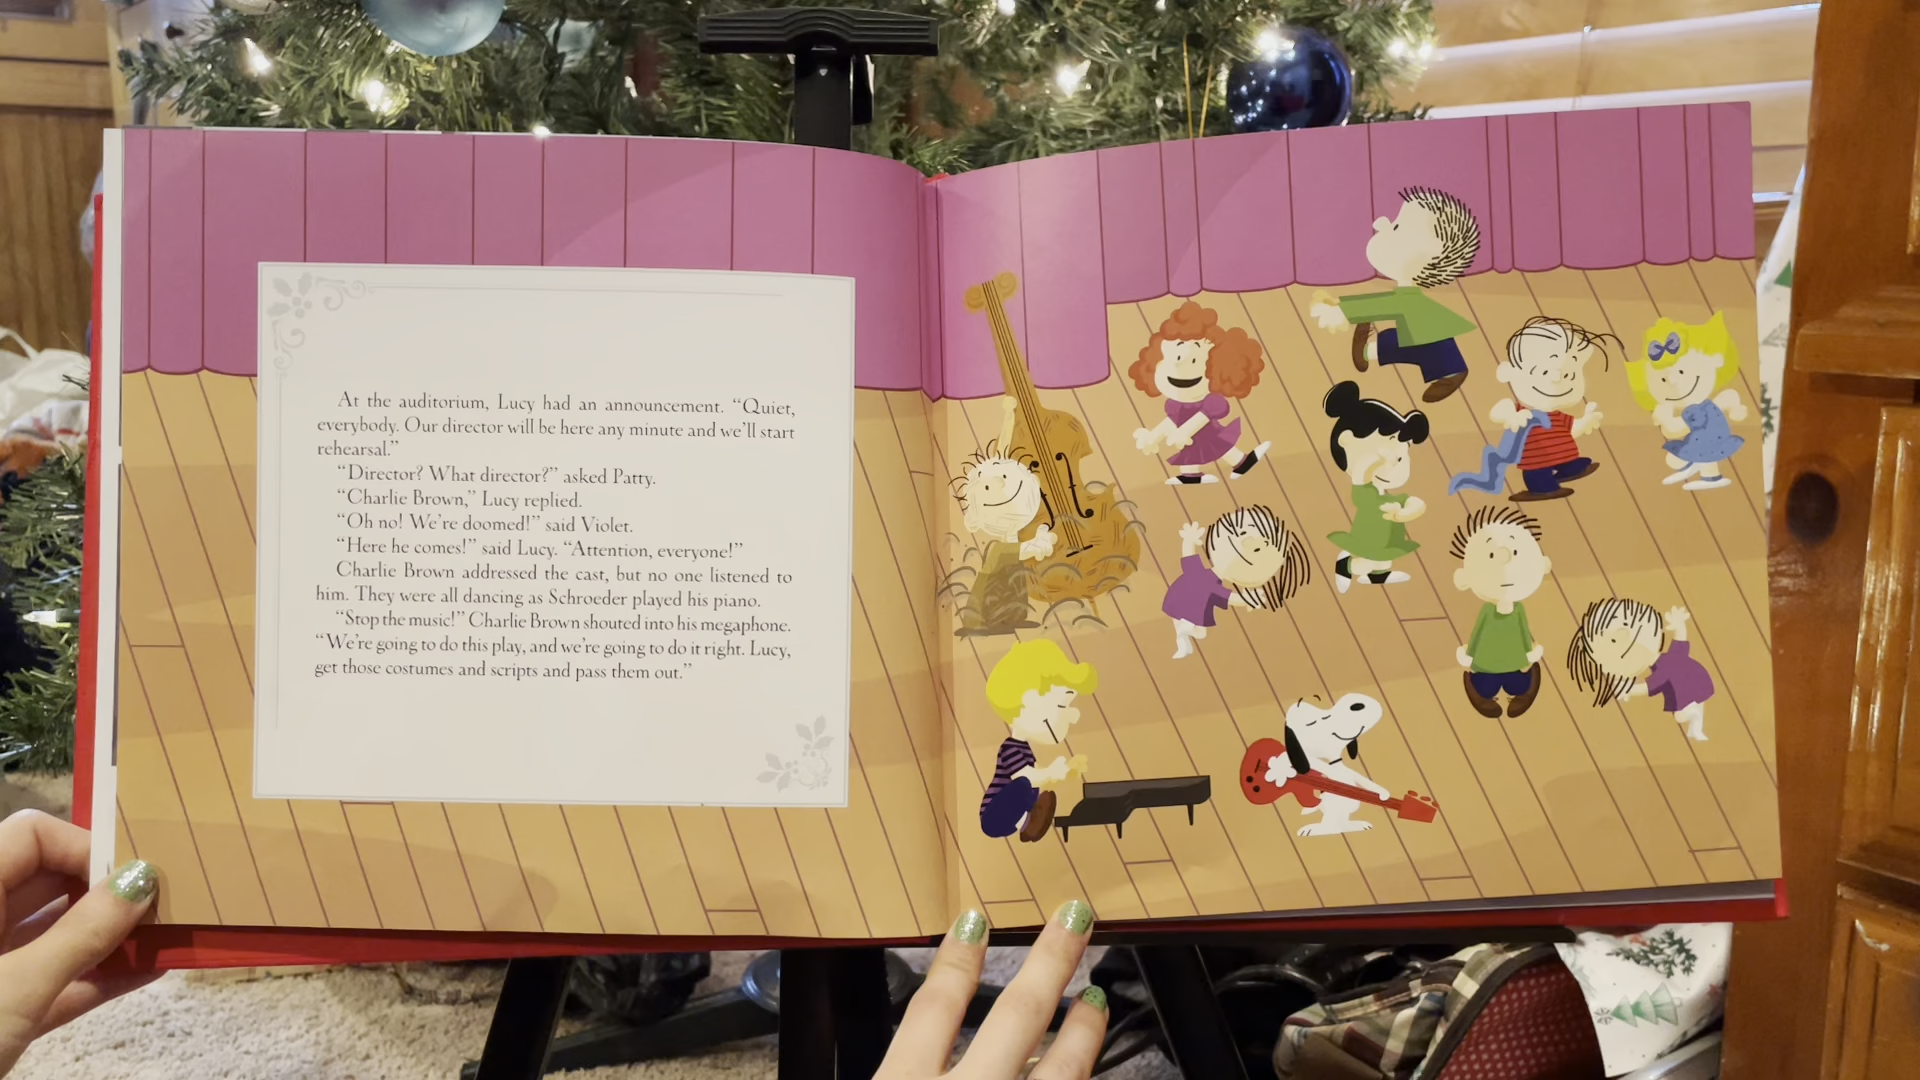 At the auditorium, Lucy had an announcement. “Quiet,
everybody. Our director will be here any minute and we’ll start
rehearsal.”
“Director? What director?” asked Patty.
“Charlie Brown,” Lucy replied.
“Oh no! We’re doomed!” said Violet.
“Here he comes!” said Lucy. “Attention, everyone!”
Charlie Brown addressed the cast, but no one listened to
him. They were all dancing as Schroeder played his piano.
“Stop the music!” Charlie Brown shouted into his megaphone.
“We’re going to do this play, and we’re going to do it right. Lucy,
get those costumes and scripts and pass them out.”